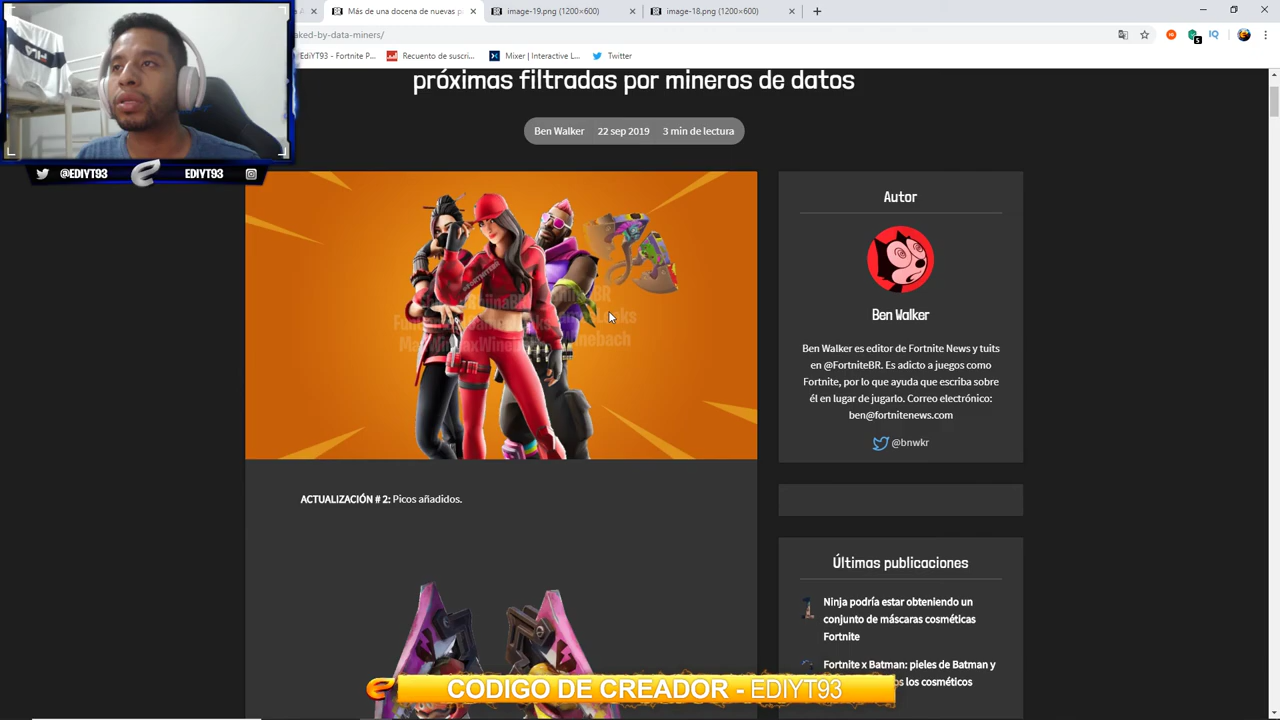 Más de una docena de nuevas p
image-19.png (1200×600)
image-18.png (1200×600)
aked-by-data-miners/
EdiYT93 - Fortnite P...
Recuento de suscri...
Mixer | Interactive L...
Twitter
próximas filtradas por mineros de datos
Ben Walker 22 sep 2019 3 min de lectura
@EDIYT93
EDIYT93
Autor
Ben Walker
Ben Walker es editor de Fortnite News y tuits
en @FortniteBR. Es adicto a juegos como
Fortnite, por lo que ayuda que escriba sobre
él en lugar de jugarlo. Correo electrónico:
ben@fortnitenews.com
@bnwkr
ACTUALIZACIÓN # 2: Picos añadidos.
Últimas publicaciones
Ninja podría estar obteniendo un
conjunto de máscaras cosméticas
Fortnite
Fortnite x Batman: pieles de Batman y
los cosméticos
CODIGO DE CREADOR - EDIYT93